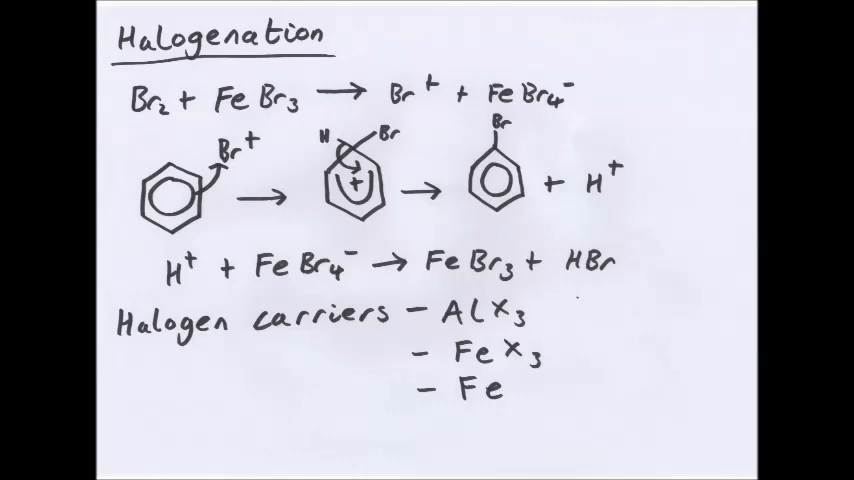 Halogenation
Br₂ + FeBr₃ → Br⁺ + FeBr₄⁻
Br⁺ → H Br + → Br + H⁺
H⁺ + FeBr₄⁻ → FeBr₃ + HBr
Halogen carriers - AlX₃
- FeX₃
- Fe